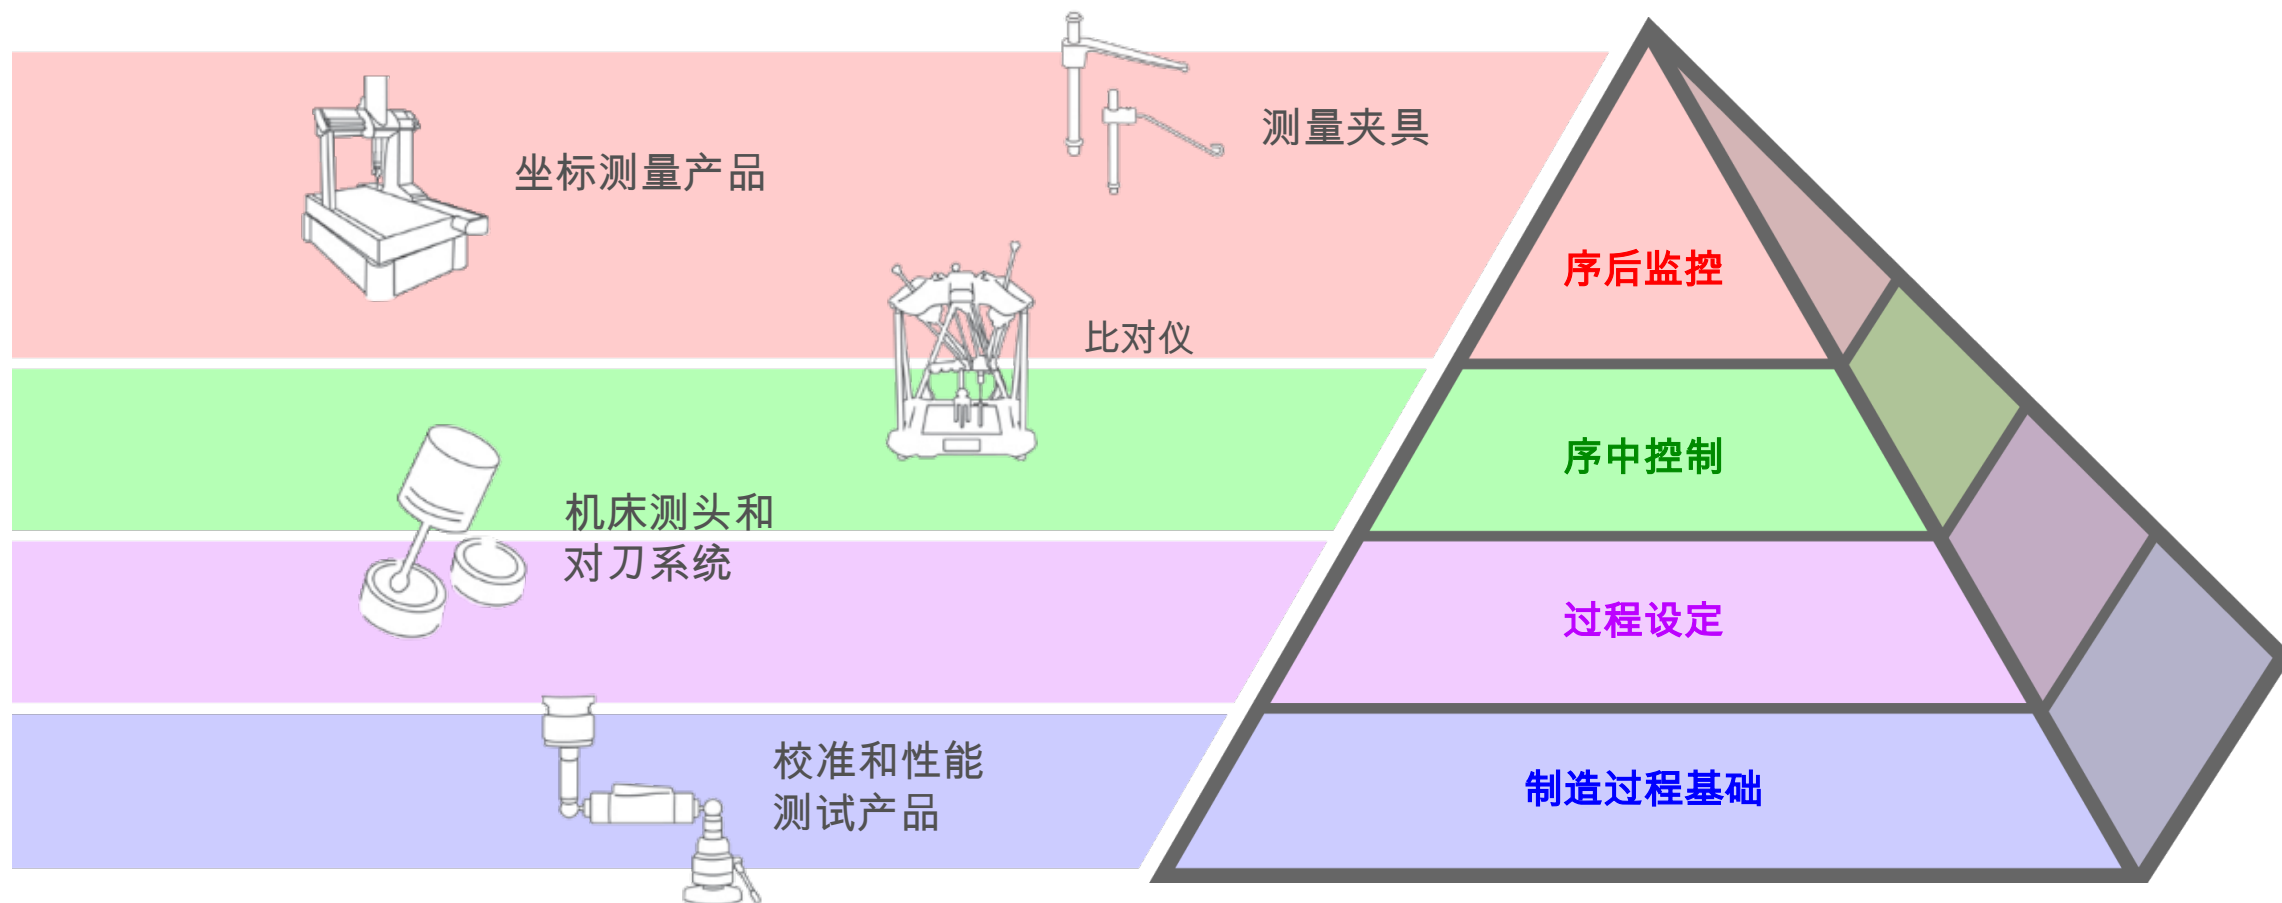 测量夹具
坐标测量产品
序后监控
比对仪
序中控制
机床测头和
对刀系统
过程设定
校准和性能
测试产品
制造过程基础